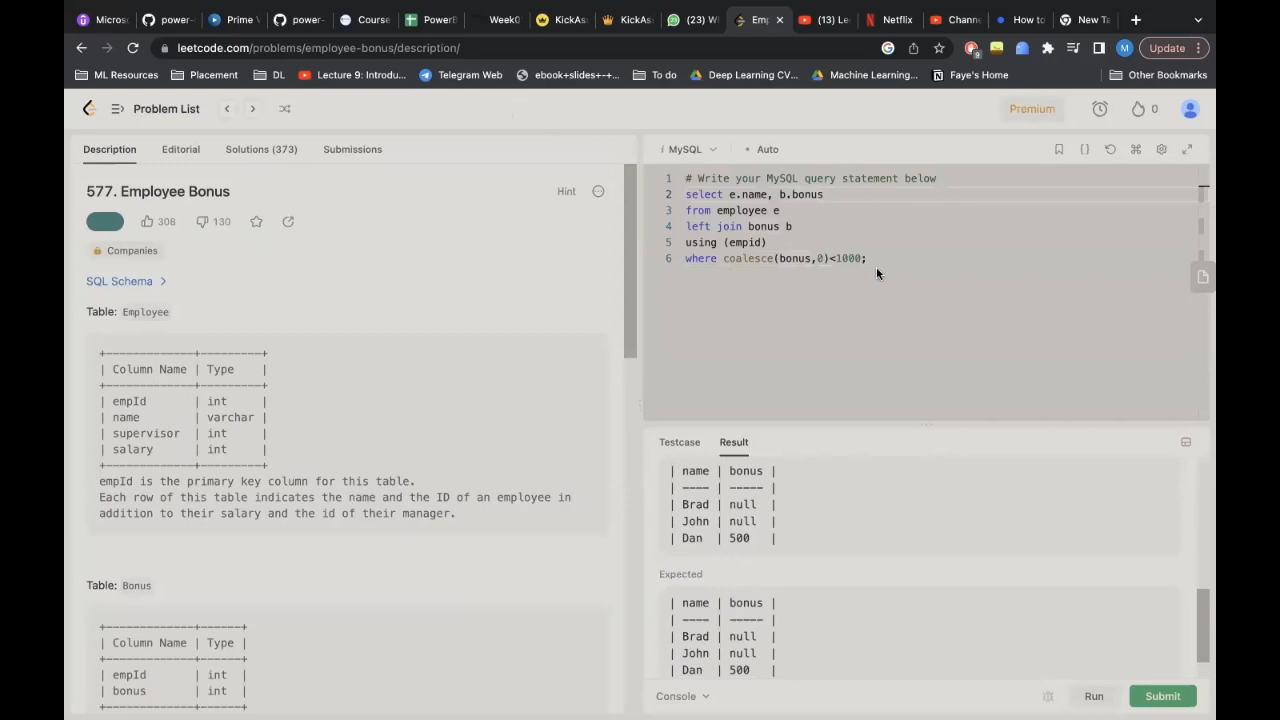 Micros
power-
Prime V
power-
Course
PowerB
Week0
KickAs
KickAs
(23) W
Emp
(13) Le
Netflix
Chann
How to
New Ta
leetcode.com/problems/employee-bonus/description/
9
M
Update
ML Resources
Placement
DL
Lecture 9: Introdu...
Telegram Web
ebook+slides+-+...
To do
Deep Learning CV...
Machine Learning...
Faye's Home
Other Bookmarks
Problem List
Premium
0
Description
Editorial
Solutions (373)
Submissions
577. Employee Bonus
Hint
308
130
Companies
SQL Schema
Table: Employee
+-------------+---------+
| Column Name | Type    |
+-------------+---------+
| empId       | int     |
| name        | varchar |
| supervisor  | int     |
| salary      | int     |
+-------------+---------+
empId is the primary key column for this table.
Each row of this table indicates the name and the ID of an employee in
addition to their salary and the id of their manager.
Table: Bonus
+-------------+------+
| Column Name | Type |
+-------------+------+
| empId       | int  |
| bonus       | int  |
+-------------+------+
i MySQL
• Auto
1 # Write your MySQL query statement below
2 select e.name, b.bonus
3 from employee e
4 left join bonus b
5 using (empid)
6 where coalesce(bonus,0)<1000;
Testcase
Result
| name | bonus |
| ---- | ----- |
| Brad | null  |
| John | null  |
| Dan  | 500   |
Expected
| name | bonus |
| ---- | ----- |
| Brad | null  |
| John | null  |
| Dan  | 500   |
Console
Run
Submit